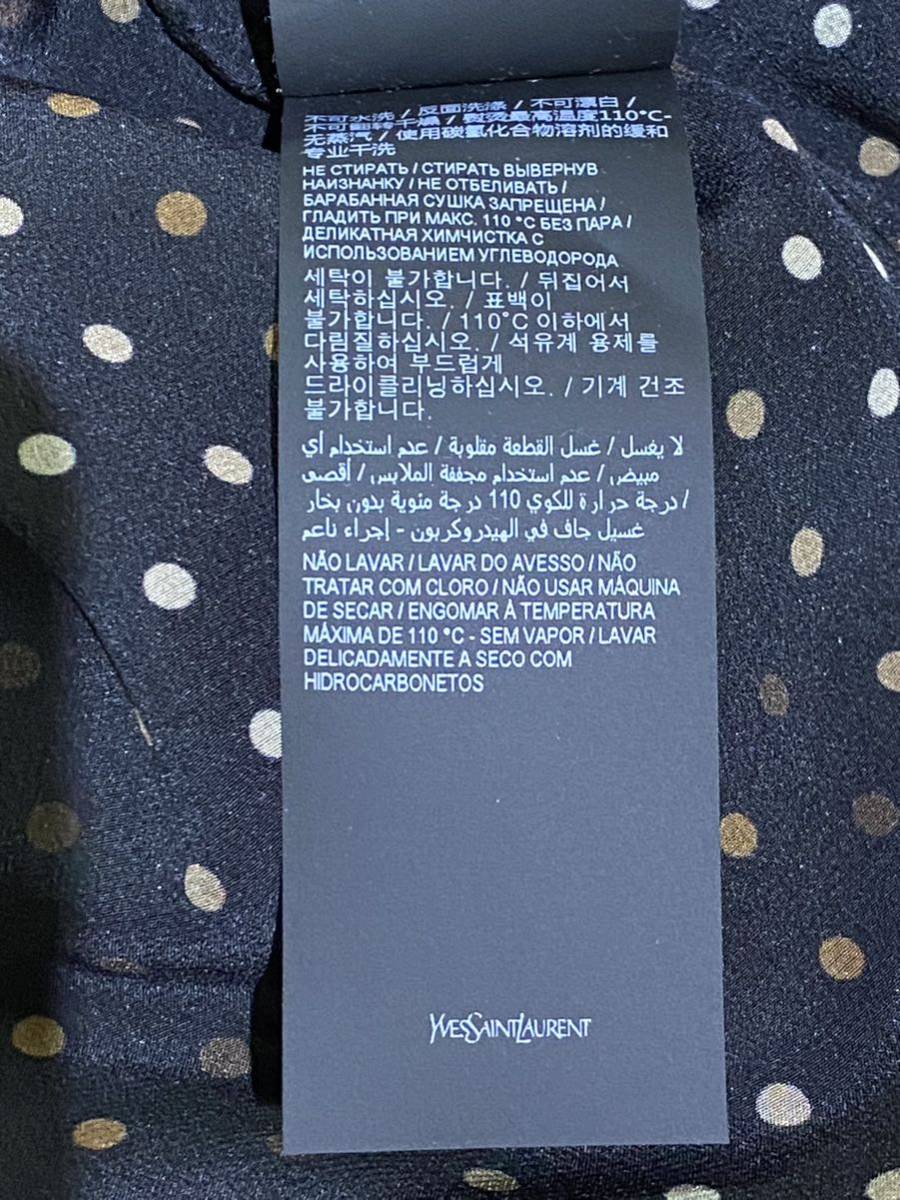 不可水洗 / 反面洗涤 / 不可漂白 /
不可翻转干燥 / 熨烫最高温度110°C-
无蒸汽 / 使用碳氢化合物溶剂的缓和
专业干洗
НЕ СТИРАТЬ / СТИРАТЬ ВЫВЕРНУВ
НАИЗНАНКУ / НЕ ОТБЕЛИВАТЬ /
БАРАБАННАЯ СУШКА ЗАПРЕЩЕНА /
ГЛАДИТЬ ПРИ МАКС. 110 °C БЕЗ ПАРА /
ДЕЛИКАТНАЯ ХИМЧИСТКА С
ИСПОЛЬЗОВАНИЕМ УГЛЕВОДОРОДА
세탁이 불가합니다. / 뒤집어서
세탁하십시오. / 표백이
불가합니다. / 110°C 이하에서
다림질하십시오. / 석유계 용제를
사용하여 부드럽게
드라이클리닝하십시오. / 기계 건조
불가합니다.
لا يغسل / غسل القطعة مقلوبة / عدم استخدام أي
مبيض / عدم استخدام مجففة الملابس / أقصى
/ درجة حرارة للكوي 110 درجة مئوية بدون بخار
غسيل جاف في الهيدروكربون - إجراء ناعم
NÃO LAVAR / LAVAR DO AVESSO / NÃO
TRATAR COM CLORO / NÃO USAR MÁQUINA
DE SECAR / ENGOMAR À TEMPERATURA
MÁXIMA DE 110 °C - SEM VAPOR / LAVAR
DELICADAMENTE A SECO COM
HIDROCARBONETOS
YVESSAINTLAURENT